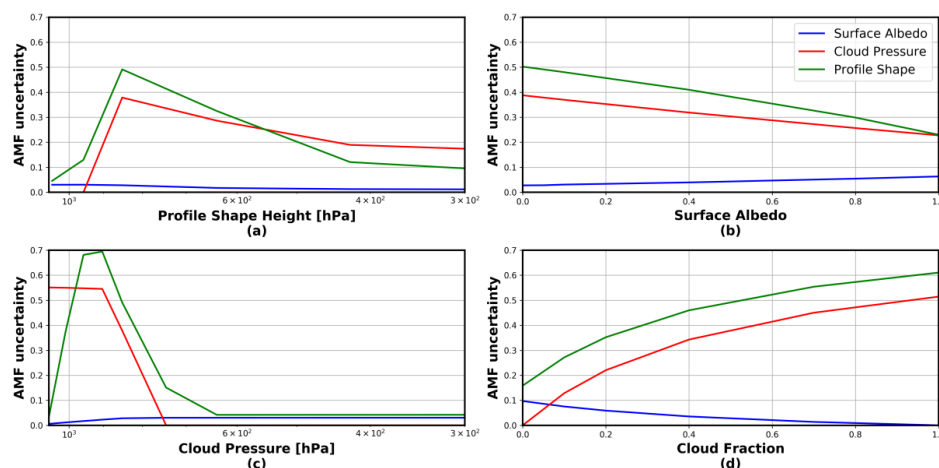 0.7
0.6
0.5
0.4
0.3
0.2
0.1
0.0
AMF uncertainty
10³
6 × 10²
4 × 10²
3 × 10²
Profile Shape Height [hPa]
(a)
0.7
0.6
0.5
0.4
0.3
0.2
0.1
0.0
AMF uncertainty
Surface Albedo
Cloud Pressure
Profile Shape
0.0 0.2 0.4 0.6 0.8 1.
Surface Albedo
(b)
0.7
0.6
0.5
0.4
0.3
0.2
0.1
0.0
AMF uncertainty
10³
6 × 10²
4 × 10²
3 × 10²
Cloud Pressure [hPa]
(c)
0.7
0.6
0.5
0.4
0.3
0.2
0.1
0.0
AMF uncertainty
0.0 0.2 0.4 0.6 0.8 1.
Cloud Fraction
(d)